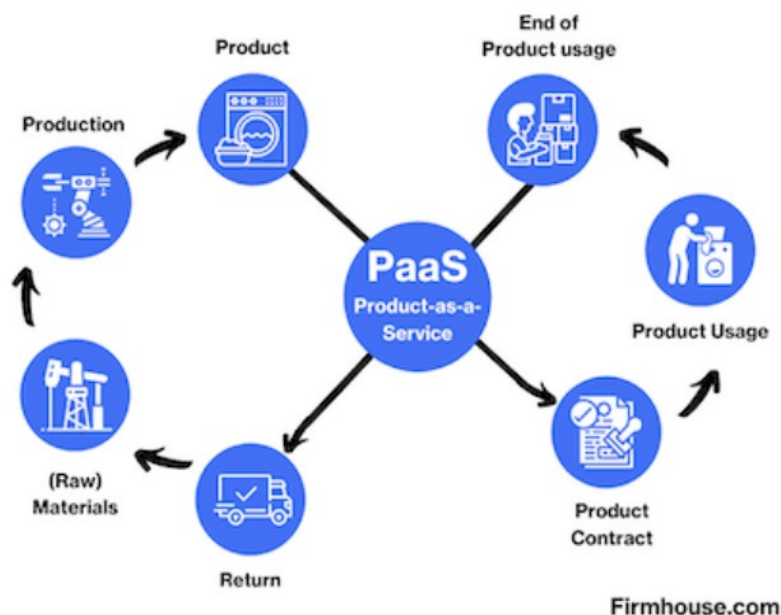 Product
End of
Product usage
Production
PaaS
Product-as-a-
Service
Product Usage
(Raw)
Materials
Product
Contract
Return
Firmhouse.com